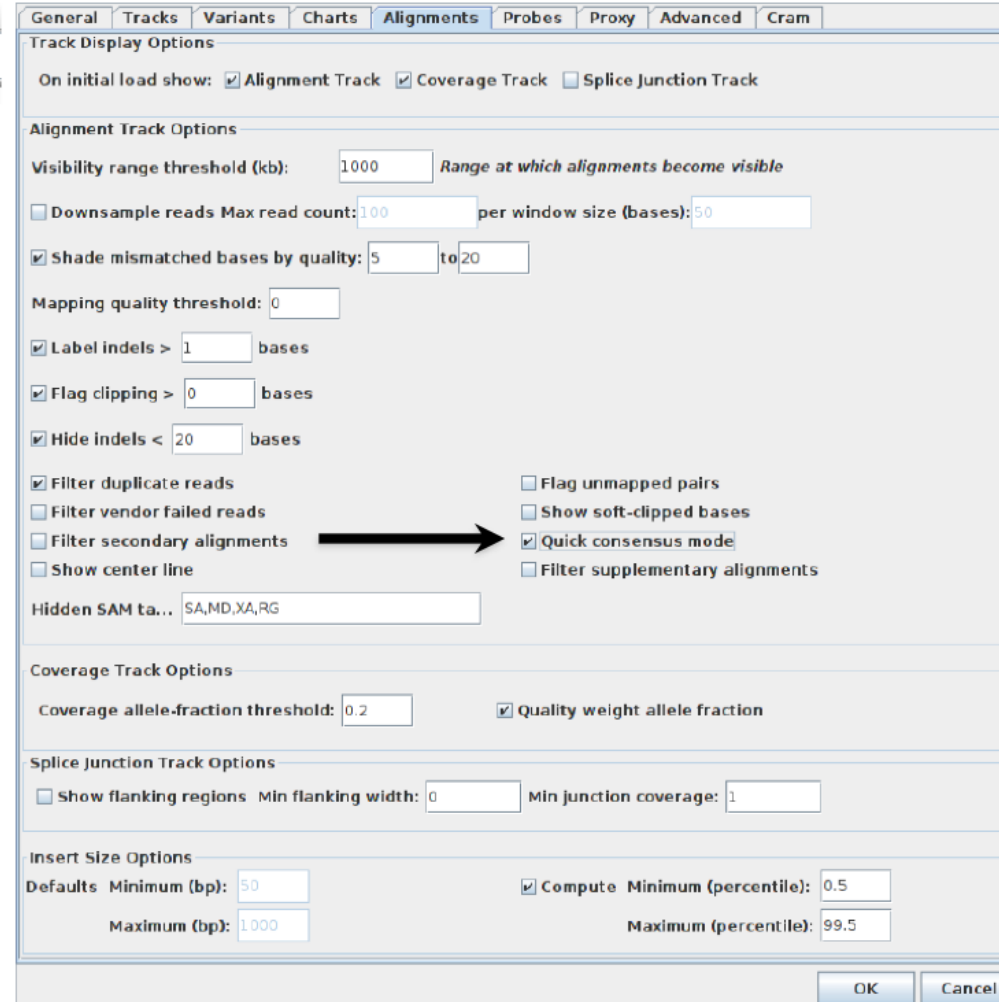 General Tracks Variants Charts Alignments Probes Proxy Advanced Cram
Track Display Options
On initial load show: Alignment Track Coverage Track Splice Junction Track
Alignment Track Options
Visibility range threshold (kb): 1000 Range at which alignments become visible
Downsample reads Max read count: 100 per window size (bases): 50
Shade mismatched bases by quality: 5 to 20
Mapping quality threshold: 0
Label indels > 1 bases
Flag clipping > 0 bases
Hide indels < 20 bases
Filter duplicate reads Flag unmapped pairs
Filter vendor failed reads Show soft-clipped bases
Filter secondary alignments Quick consensus mode
Show center line Filter supplementary alignments
Hidden SAM ta... SA,MD,XA,RG
Coverage Track Options
Coverage allele-fraction threshold: 0.2 Quality weight allele fraction
Splice Junction Track Options
Show flanking regions Min flanking width: 0 Min junction coverage: 1
Insert Size Options
Defaults Minimum (bp): 50 Compute Minimum (percentile): 0.5
Maximum (bp): 1000 Maximum (percentile): 99.5
OK Cancel